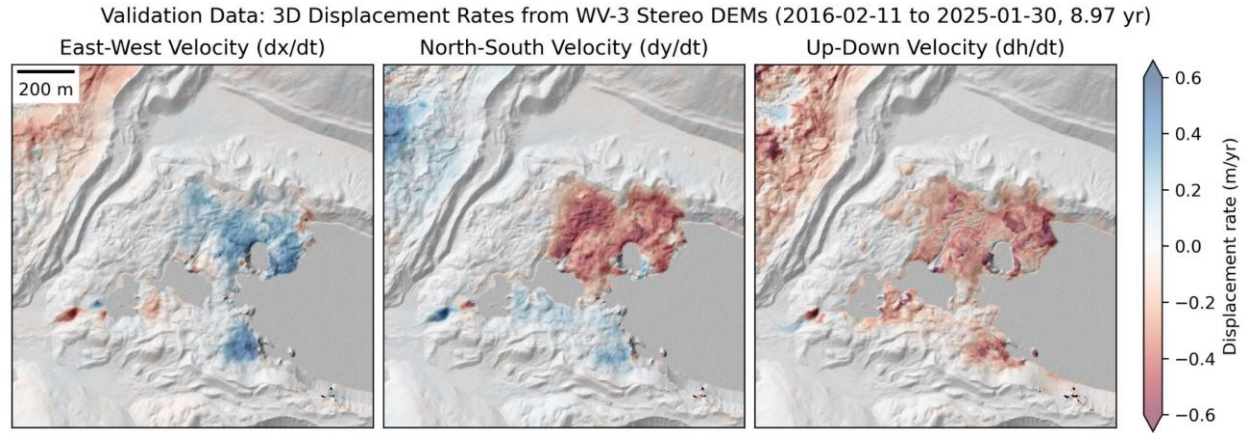 Validation Data: 3D Displacement Rates from WV-3 Stereo DEMs (2016-02-11 to 2025-01-30, 8.97 yr)
East-West Velocity (dx/dt)
North-South Velocity (dy/dt)
Up-Down Velocity (dh/dt)
200 m
0.6
0.4
0.2
0.0
−0.2
−0.4
−0.6
Displacement rate (m/yr)